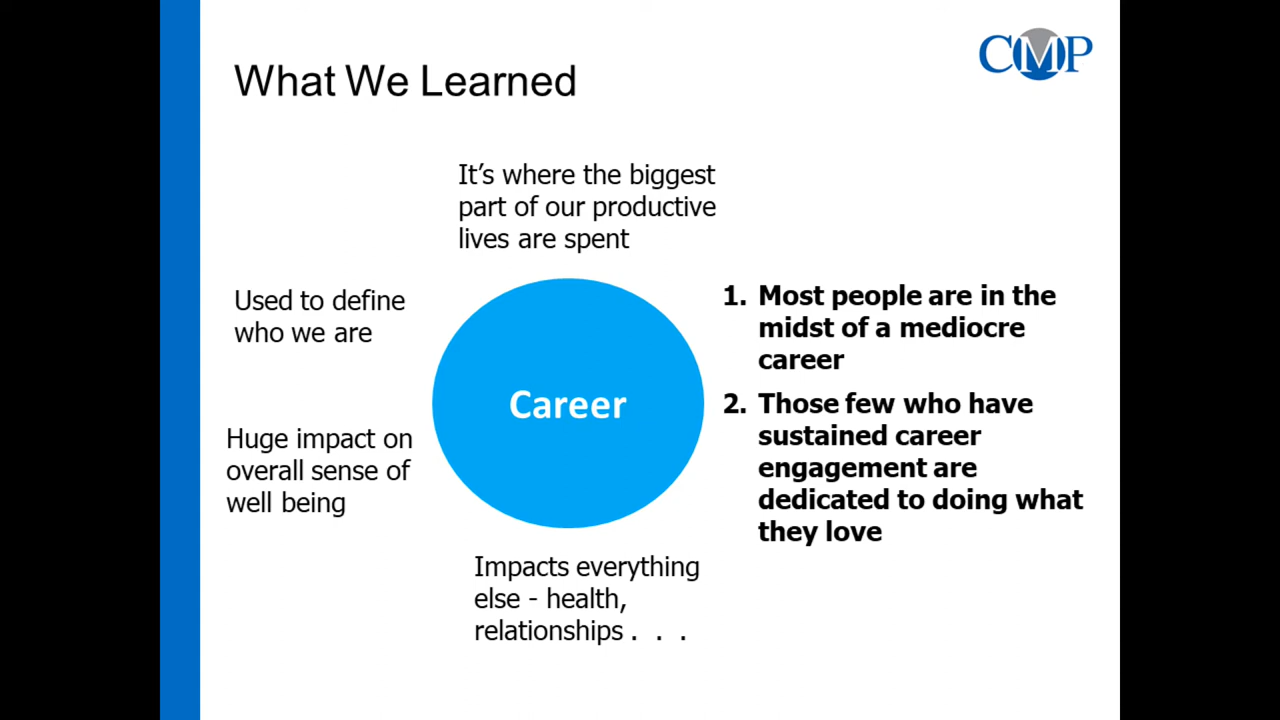 CMP
What We Learned
It's where the biggest
part of our productive
lives are spent
Used to define
who we are
Huge impact on
overall sense of
well being
Career
Impacts everything
else - health,
relationships . . .
1. Most people are in the
midst of a mediocre
career
2. Those few who have
sustained career
engagement are
dedicated to doing what
they love